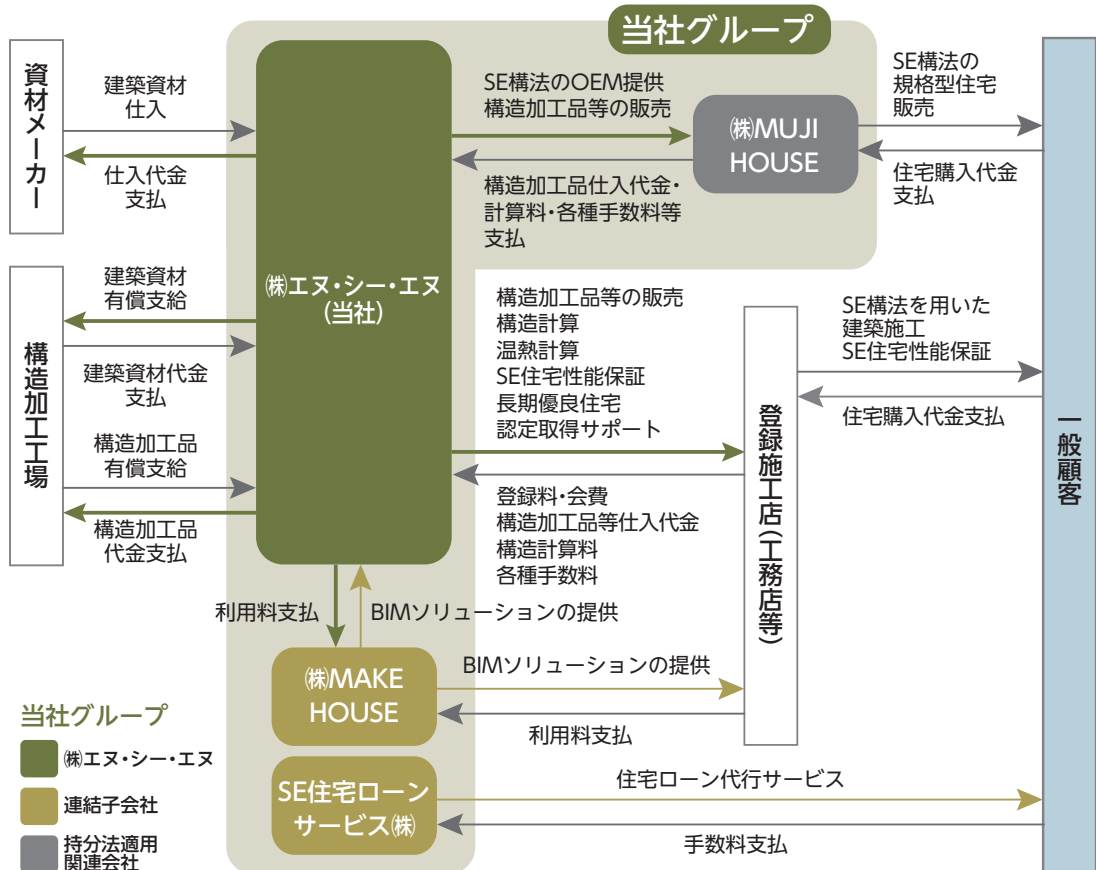 当社グループ
資材メーカー
建築資材
仕入
仕入代金
支払
SE構法のOEM提供
構造加工品等の販売
㈱MUJI
HOUSE
構造加工品仕入代金・
計算料・各種手数料等
支払
SE構法の
規格型住宅
販売
住宅購入代金
支払
㈱エヌ・シー・エヌ
(当社)
構造加工工場
建築資材
有償支給
建築資材代金
支払
構造加工品
有償支給
構造加工品
代金支払
構造加工品等の販売
構造計算
温熱計算
SE住宅性能保証
長期優良住宅
認定取得サポート
登録料・会費
構造加工品等仕入代金
構造計算料
各種手数料
登録施工店(工務店等)
SE構法を用いた
建築施工
SE住宅性能保証
住宅購入代金支払
一般顧客
利用料支払
BIMソリューションの提供
㈱MAKE
HOUSE
BIMソリューションの提供
利用料支払
SE住宅ローン
サービス㈱
住宅ローン代行サービス
手数料支払
当社グループ
㈱エヌ・シー・エヌ
連結子会社
持分法適用
関連会社